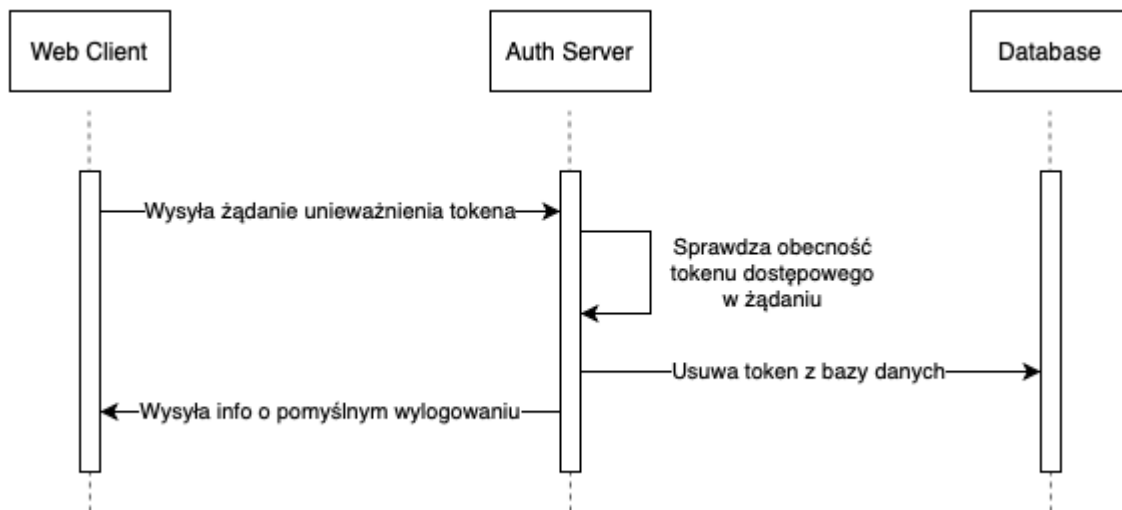 Web Client
Auth Server
Database
Wysyła żądanie unieważnienia tokena
Sprawdza obecność
tokenu dostępowego
w żądaniu
Usuwa token z bazy danych
Wysyła info o pomyślnym wylogowaniu